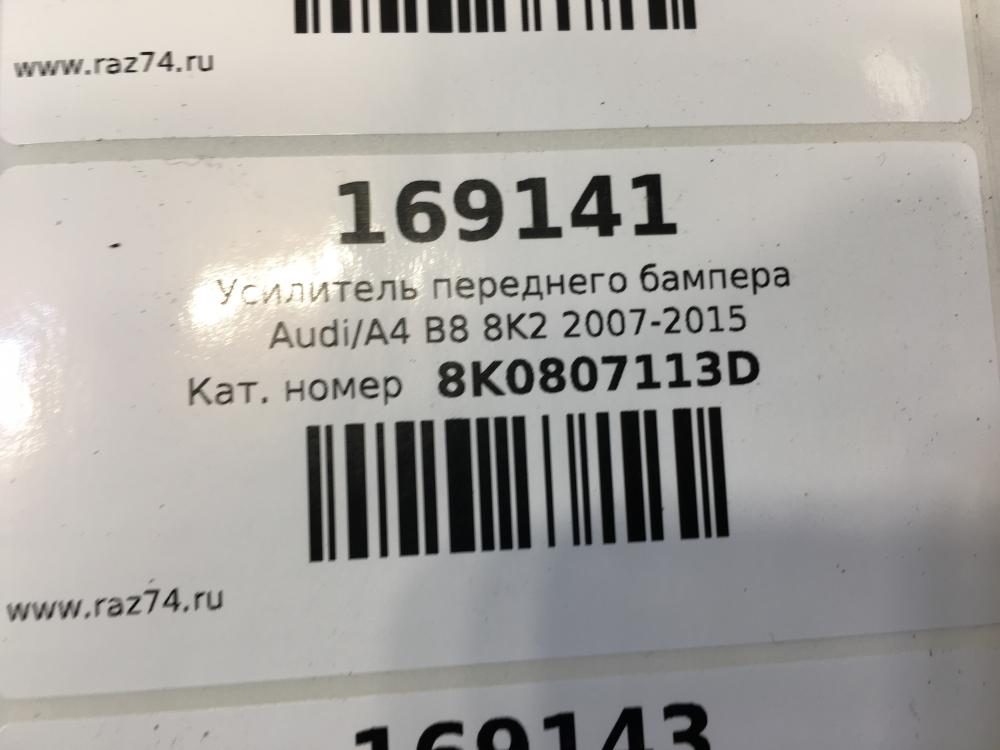 www.raz74.ru
169141
Усилитель переднего бампера
Audi/A4 B8 8K2 2007-2015
Кат. номер 8K0807113D
www.raz74.ru
169143